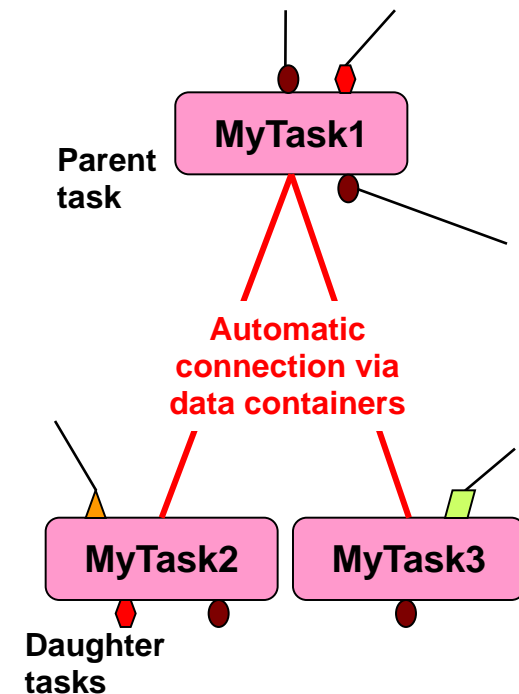 MyTask1
Parent
task
Automatic
connection via
data containers
MyTask2
MyTask3
Daughter
tasks